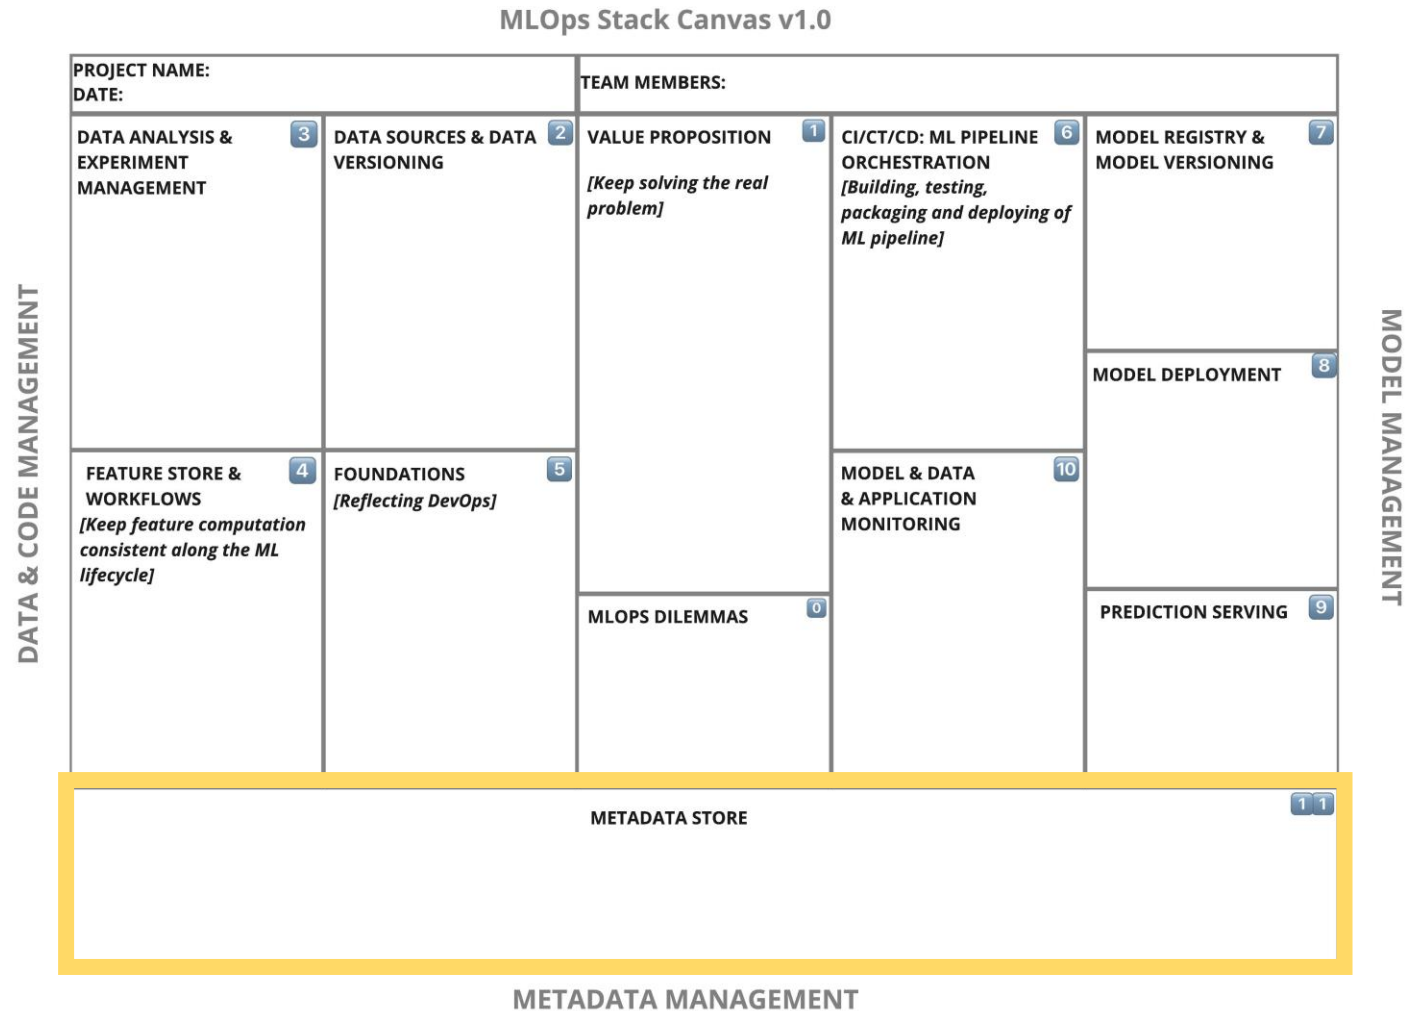 MLOps Stack Canvas v1.0
PROJECT NAME:
DATE:
TEAM MEMBERS:
DATA ANALYSIS &
EXPERIMENT
MANAGEMENT
3
DATA SOURCES & DATA
VERSIONING
2
VALUE PROPOSITION
1
[Keep solving the real
problem]
CI/CT/CD: ML PIPELINE
ORCHESTRATION
6
[Building, testing,
packaging and deploying of
ML pipeline]
MODEL REGISTRY &
MODEL VERSIONING
7
MODEL DEPLOYMENT
8
FEATURE STORE &
WORKFLOWS
4
[Keep feature computation
consistent along the ML
lifecycle]
FOUNDATIONS
5
[Reflecting DevOps]
MLOPS DILEMMAS
0
MODEL & DATA
& APPLICATION
MONITORING
10
PREDICTION SERVING
9
METADATA STORE
1 1
DATA & CODE MANAGEMENT
MODEL MANAGEMENT
METADATA MANAGEMENT